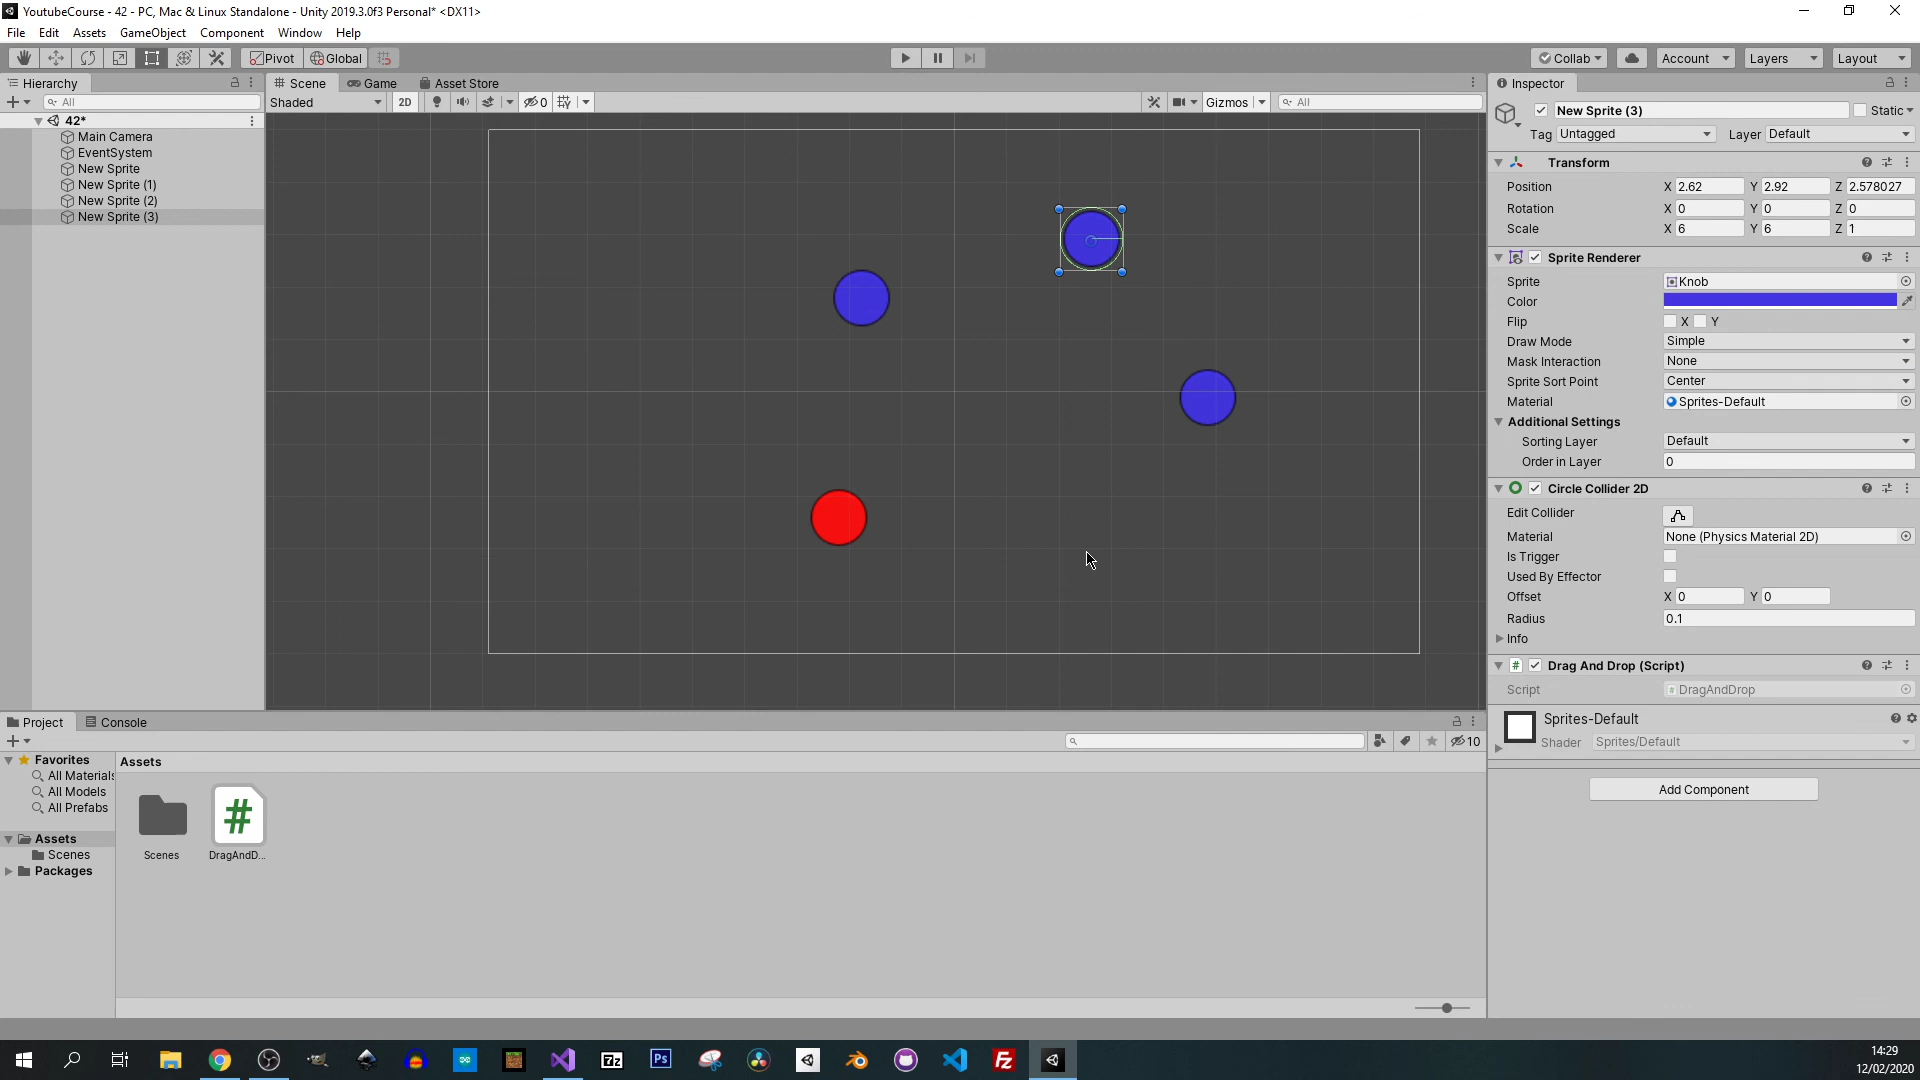 YoutubeCourse - 42 - PC, Mac & Linux Standalone - Unity 2019.3.0f3 Personal* <DX11>
File Edit Assets GameObject Component Window Help
Pivot Global Collab Account Layers Layout
Hierarchy
All
42*
Main Camera
EventSystem
New Sprite
New Sprite (1)
New Sprite (2)
New Sprite (3)
Scene Game Asset Store
Shaded 2D 0 Gizmos All
Inspector
New Sprite (3) Static
Tag Untagged Layer Default
Transform
Position X 2.62 Y 2.92 Z 2.578027
Rotation X 0 Y 0 Z 0
Scale X 6 Y 6 Z 1
Sprite Renderer
Sprite Knob
Color
Flip X Y
Draw Mode Simple
Mask Interaction None
Sprite Sort Point Center
Material Sprites-Default
Additional Settings
Sorting Layer Default
Order in Layer 0
Circle Collider 2D
Edit Collider
Material None (Physics Material 2D)
Is Trigger
Used By Effector
Offset X 0 Y 0
Radius 0.1
Info
# Drag And Drop (Script)
Script # DragAndDrop
Sprites-Default
Shader Sprites/Default
Add Component
Project Console
10
Favorites
All Materials
All Models
All Prefabs
Assets
Scenes
Packages
Assets
#
Scenes DragAndD...
7z Ps Fz
14:29
12/02/2020